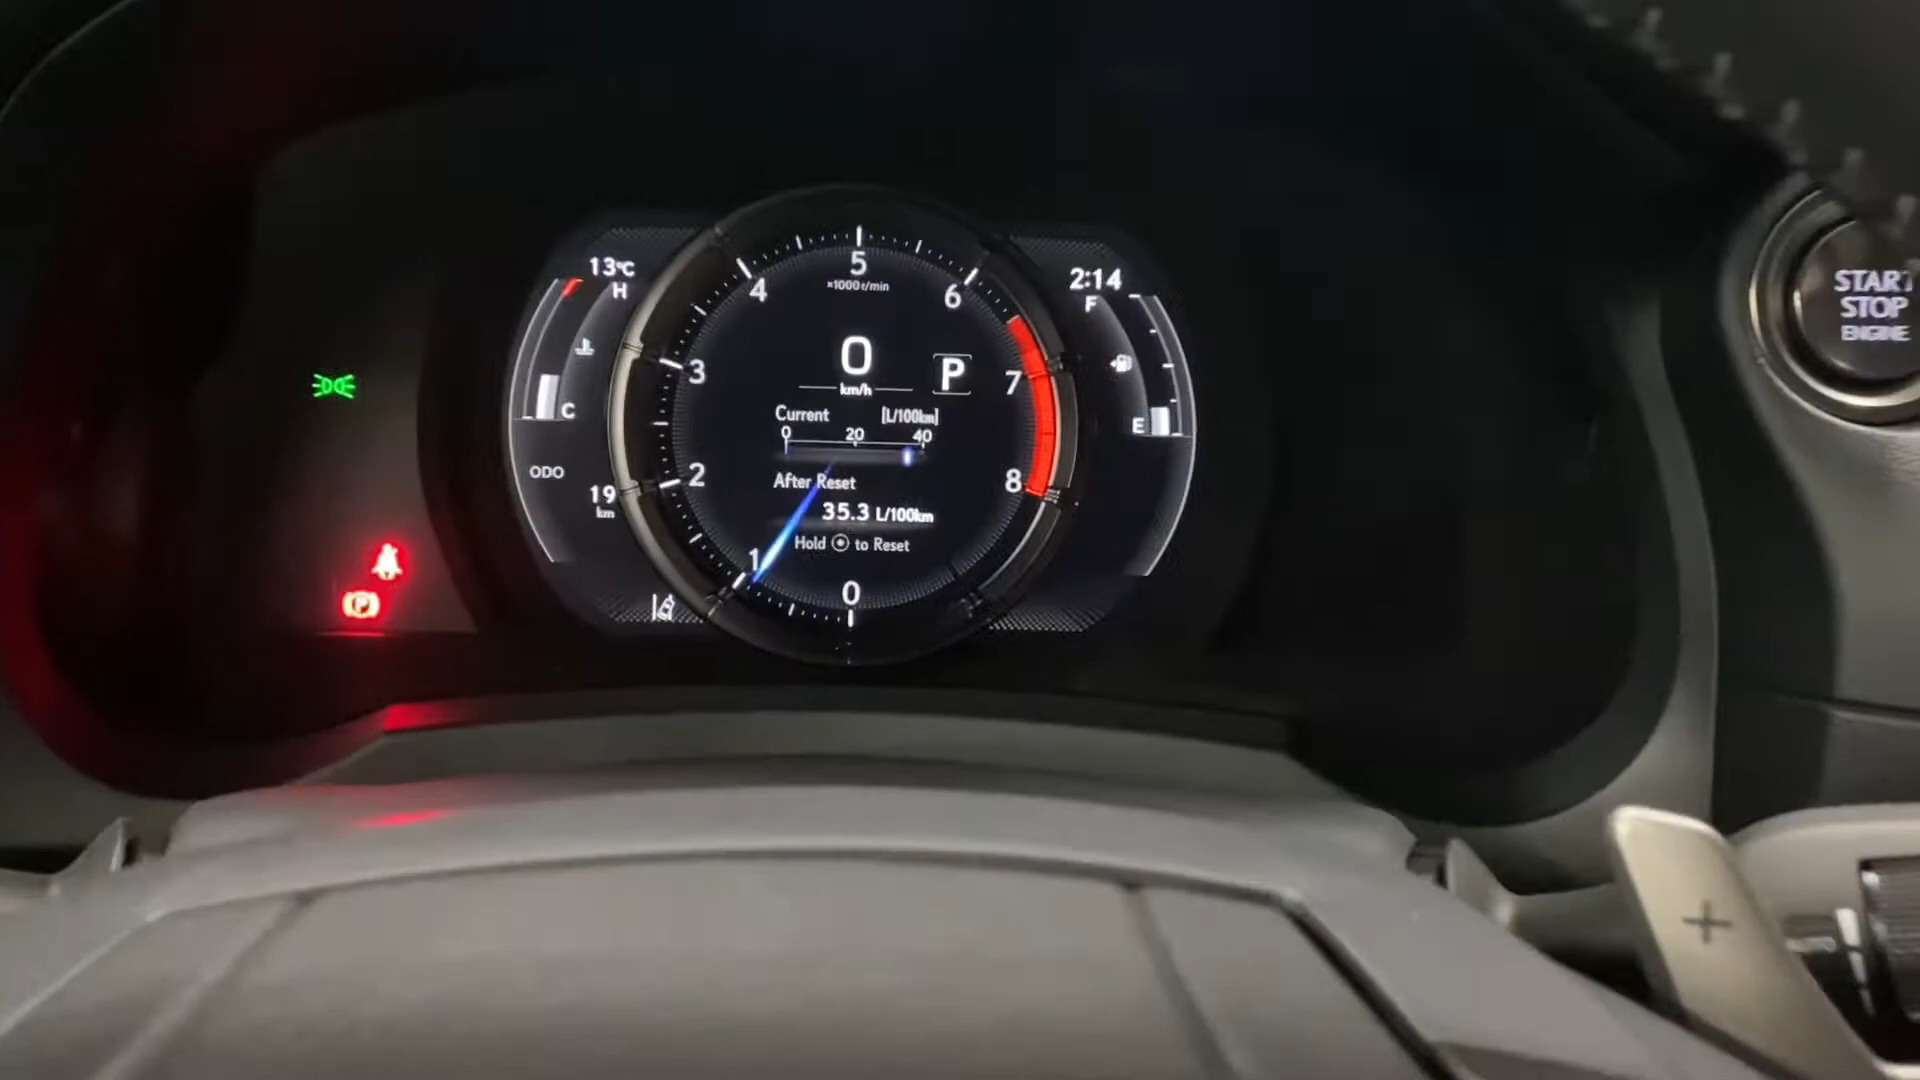 13°C
H
C
ODO
19
km
5
×1000r/min
4
6
3
7
2
8
1
0
0
km/h
P
Current [L/100km]
0 20 40
After Reset
35.3 L/100km
Hold to Reset
2:14
F
E
P
START
STOP
ENGINE
+